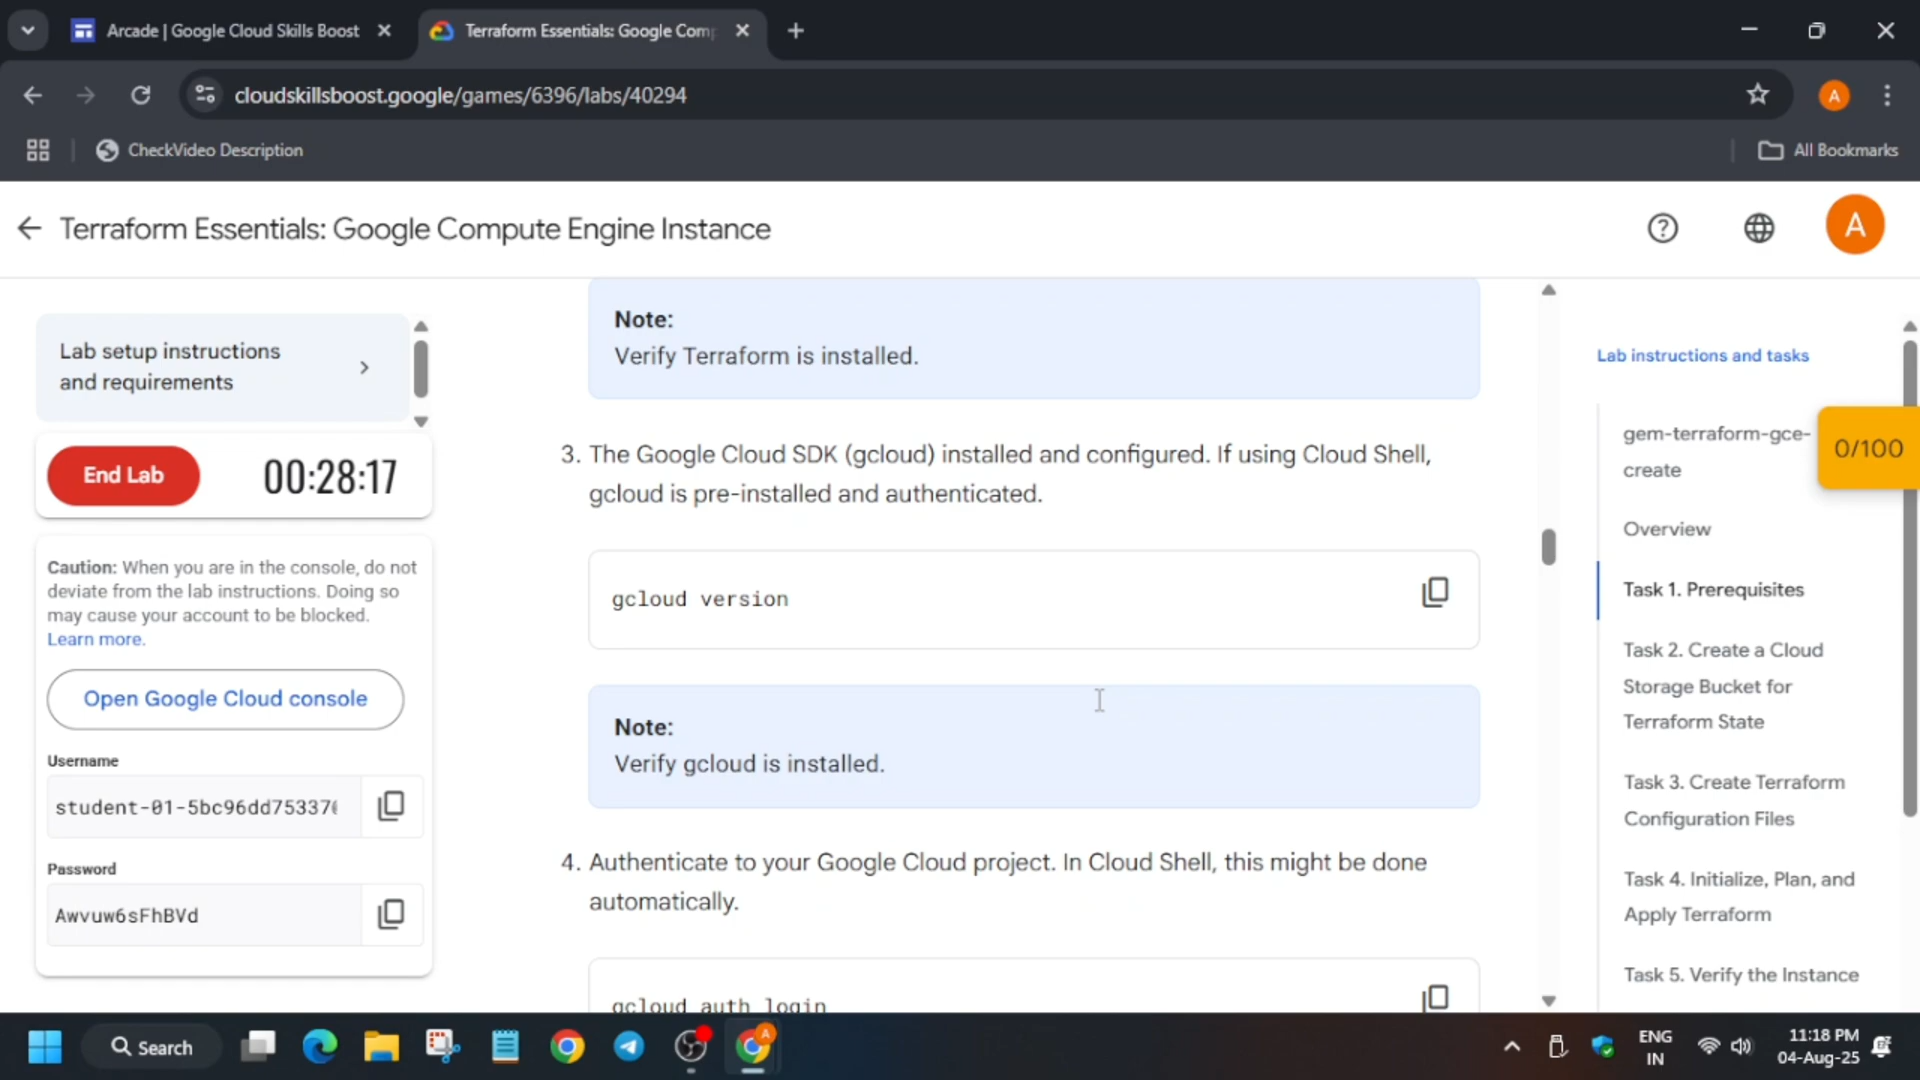 Arcade | Google Cloud Skills Boost
Terraform Essentials: Google Com
cloudskillsboost.google/games/6396/labs/40294
A
CheckVideo Description
All Bookmarks
Terraform Essentials: Google Compute Engine Instance
A
Lab setup instructions
and requirements
End Lab
00:28:17
Caution: When you are in the console, do not
deviate from the lab instructions. Doing so
may cause your account to be blocked.
Learn more.
Open Google Cloud console
Username
student-01-5bc96dd75337
Password
Awvuw6sFhBVd
Note:
Verify Terraform is installed.
3. The Google Cloud SDK (gcloud) installed and configured. If using Cloud Shell,
gcloud is pre-installed and authenticated.
gcloud version
Note:
Verify gcloud is installed.
4. Authenticate to your Google Cloud project. In Cloud Shell, this might be done
automatically.
gcloud auth login
Lab instructions and tasks
gem-terraform-gce-
create
0/100
Overview
Task 1. Prerequisites
Task 2. Create a Cloud
Storage Bucket for
Terraform State
Task 3. Create Terraform
Configuration Files
Task 4. Initialize, Plan, and
Apply Terraform
Task 5. Verify the Instance
Search
A
ENG
IN
11:18 PM
04-Aug-25